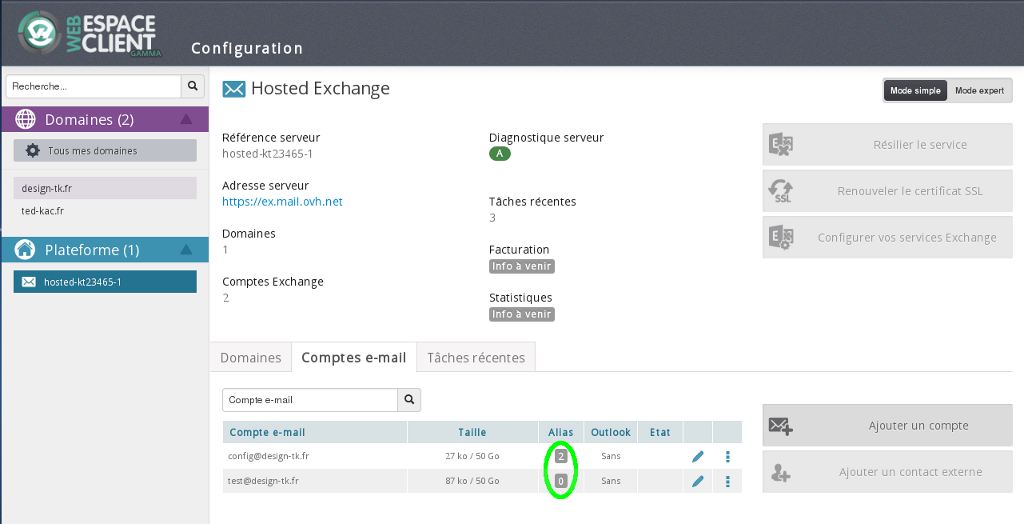 WEB ESPACE CLIENT GAMMA
Configuration
Recherche...
Domaines (2)
Tous mes domaines
design-tk.fr
ted-kac.fr
Plateforme (1)
hosted-kt23465-1
Hosted Exchange
Mode simple Mode expert
Référence serveur
hosted-kt23465-1
Adresse serveur
https://ex.mail.ovh.net
Domaines
1
Comptes Exchange
2
Diagnostique serveur
A
Tâches récentes
3
Facturation
Info à venir
Statistiques
Info à venir
Résilier le service
SSL Renouveler le certificat SSL
Configurer vos services Exchange
Domaines Comptes e-mail Tâches récentes
Compte e-mail
Compte e-mail Taille Alias Outlook Etat
config@design-tk.fr 27 ko / 50 Go 2 Sans
test@design-tk.fr 87 ko / 50 Go 0 Sans
Ajouter un compte
Ajouter un contact externe